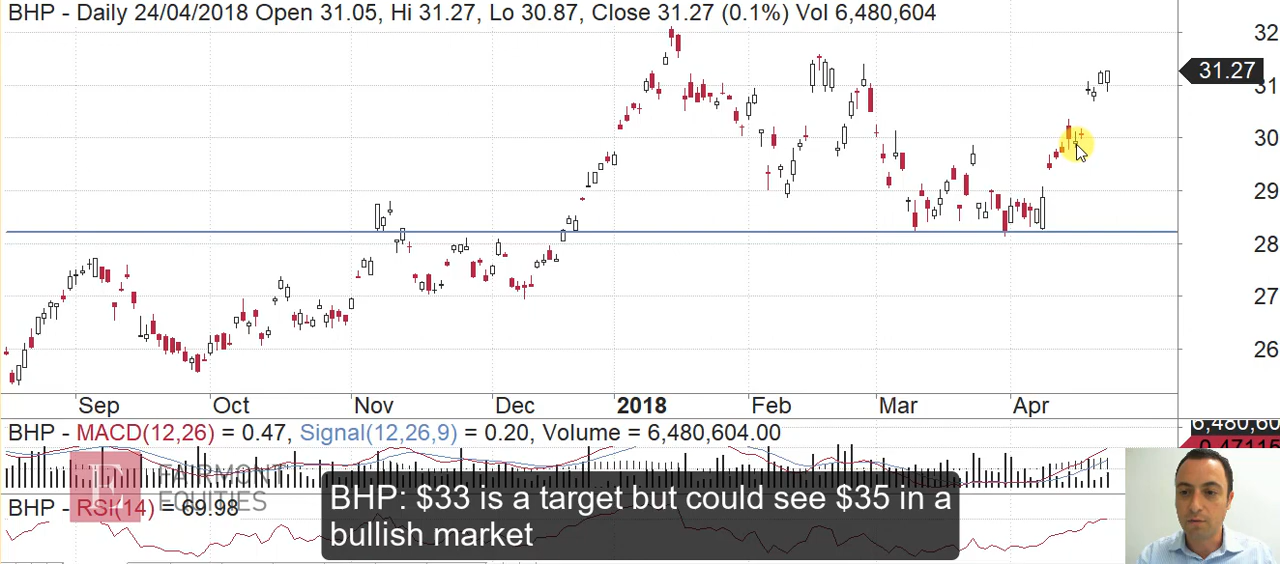 BHP - Daily 24/04/2018 Open 31.05, Hi 31.27, Lo 30.87, Close 31.27 (0.1%) Vol 6,480,604
32
31.27
31
30
29
28
27
26
Sep Oct Nov Dec 2018 Feb Mar Apr
BHP - MACD(12,26) = 0.47, Signal(12,26,9) = 0.20, Volume = 6,480,604.00
6,480,60
0.47115
F
FAIRMONT
EQUITIES
BHP - RSI(14) = 69.98
BHP: $33 is a target but could see $35 in a
bullish market